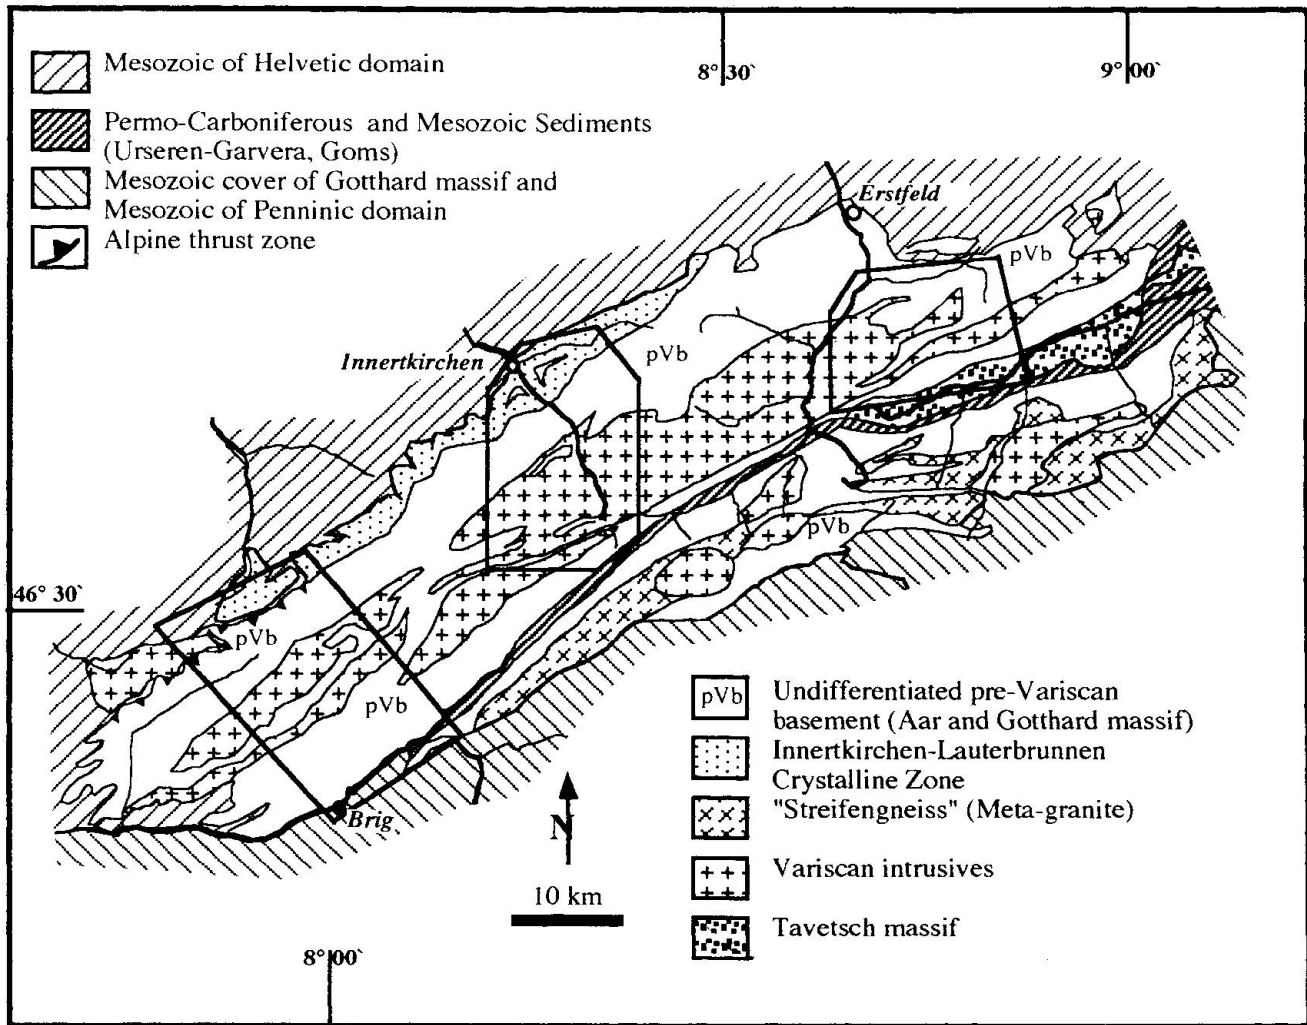 Mesozoic of Helvetic domain
Permo-Carboniferous and Mesozoic Sediments
(Urseren-Garvera, Goms)
Mesozoic cover of Gotthard massif and
Mesozoic of Penninic domain
Alpine thrust zone
8° 30`
9° 00`
Erstfeld
pVb
Innertkirchen
pVb
pVb
46° 30`
pVb
pVb
Brig
N
10 km
8° 00`
pVb
Undifferentiated pre-Variscan
basement (Aar and Gotthard massif)
Innertkirchen-Lauterbrunnen
Crystalline Zone
"Streifengneiss" (Meta-granite)
Variscan intrusives
Tavetsch massif